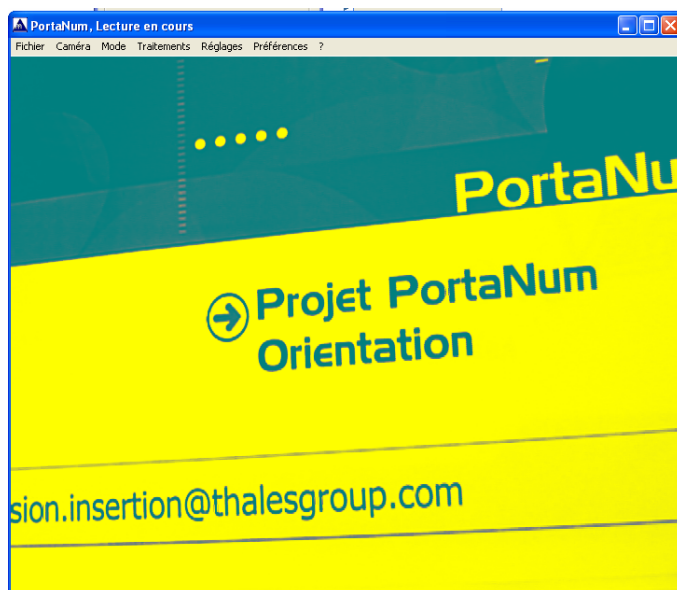 PortaNum, Lecture en cours
Fichier Caméra Mode Traitements Réglages Préférences ?
PortaNu
Projet PortaNum
Orientation
sion.insertion@thalesgroup.com